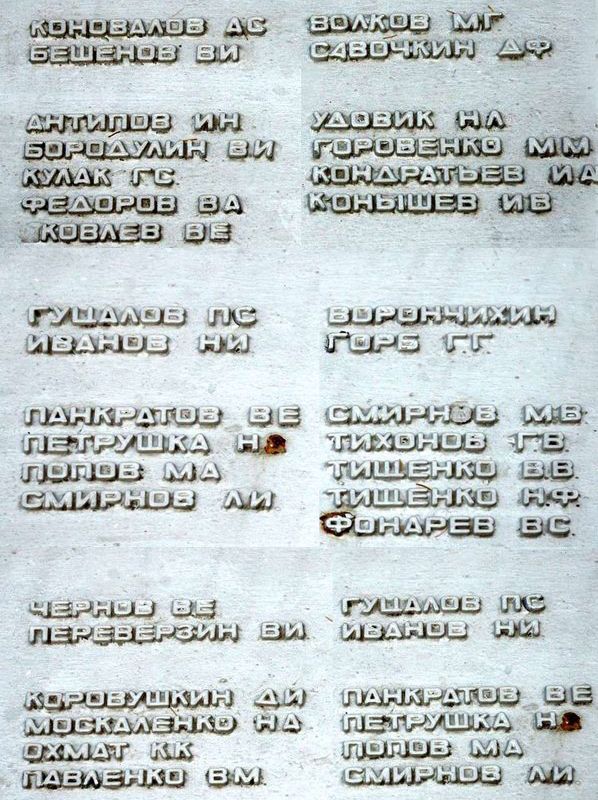 КОНОВАЛОВ АС
БЕШЕНОВ ВИ
АНТИПОВ ИН
БОРОДУЛИН ВИ
КУЛАК ГС
ФЕДОРОВ ВА
ЯКОВЛЕВ ВЕ
ВОЛКОВ МГ
САВОЧКИН ДФ
УДОВИК НЛ
ГОРОВЕНКО ММ
КОНДРАТЬЕВ ИА
КОНЫШЕВ ИВ
ГУЦАЛОВ ПС
ИВАНОВ НИ
ПАНКРАТОВ ВЕ
ПЕТРУШКА Н
ПОПОВ МА
СМИРНОВ ЛИ
ВОРОНЧИХИН
ГОРБ ГГ
СМИРНОВ МВ
ТИХОНОВ ГВ
ТИЩЕНКО ВВ
ТИЩЕНКО НФ
ФОНАРЕВ ВС
ЧЕРНОВ ВЕ
ПЕРЕВЕРЗИН ВИ
КОРОВУШКИН ДИ
МОСКАЛЕНКО НА
ОХМАТ КК
ПАВЛЕНКО ВМ
ГУЦАЛОВ ПС
ИВАНОВ НИ
ПАНКРАТОВ ВЕ
ПЕТРУШКА Н
ПОПОВ МА
СМИРНОВ ЛИ